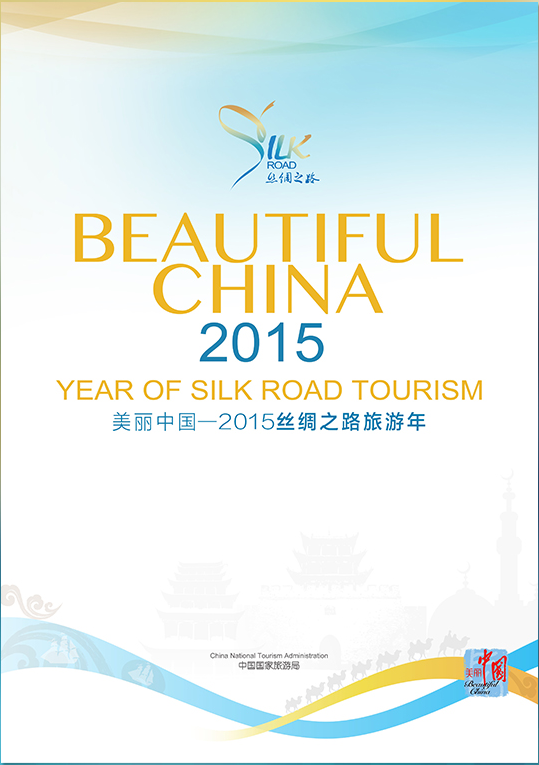 SILK
ROAD
丝绸之路
BEAUTIFUL
CHINA
2015
YEAR OF SILK ROAD TOURISM
美丽中国—2015丝绸之路旅游年
China National Tourism Administration
中国国家旅游局
美丽中国
Beautiful
China